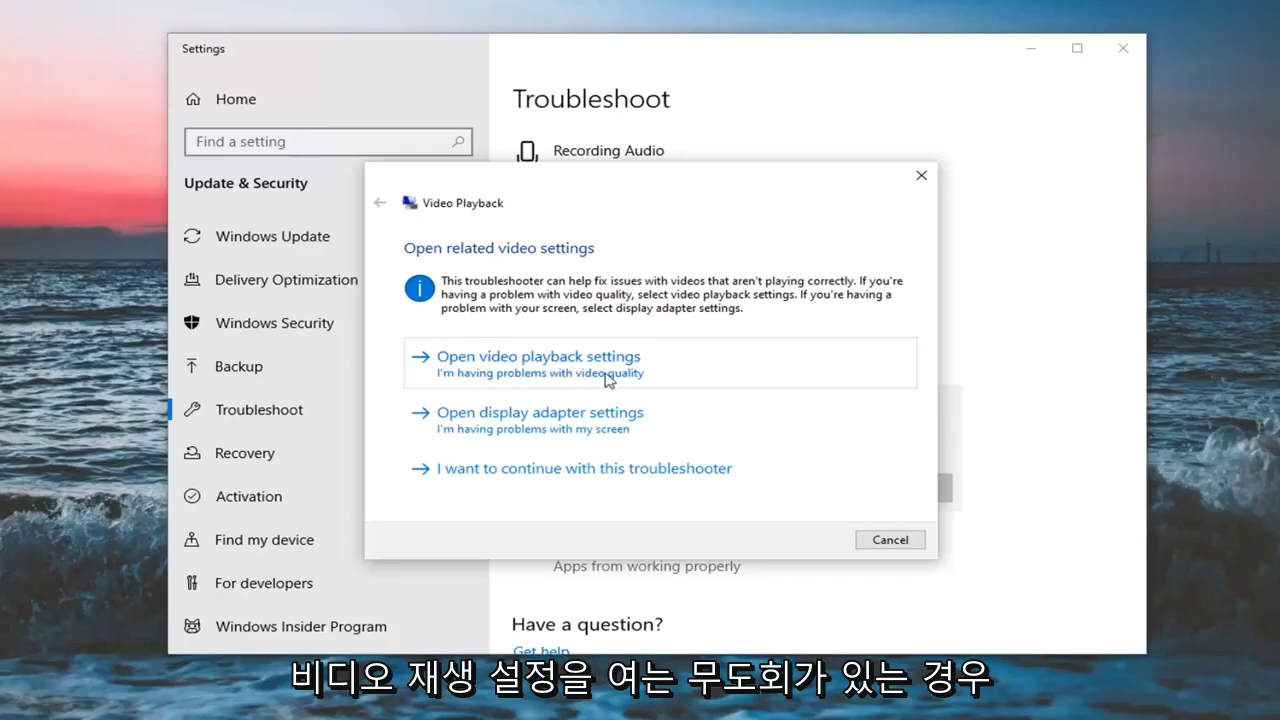 Settings
Home
Find a setting
Update & Security
Windows Update
Delivery Optimization
Windows Security
Backup
Troubleshoot
Recovery
Activation
Find my device
For developers
Windows Insider Program
Troubleshoot
Recording Audio
Video Playback
Open related video settings
This troubleshooter can help fix issues with videos that aren't playing correctly. If you're
having a problem with video quality, select video playback settings. If you're having a
problem with your screen, select display adapter settings.
Open video playback settings
I'm having problems with video quality
Open display adapter settings
I'm having problems with my screen
I want to continue with this troubleshooter
Cancel
Apps from working properly
Have a question?
Get help
비디오 재생 설정을 여는 무도회가 있는 경우